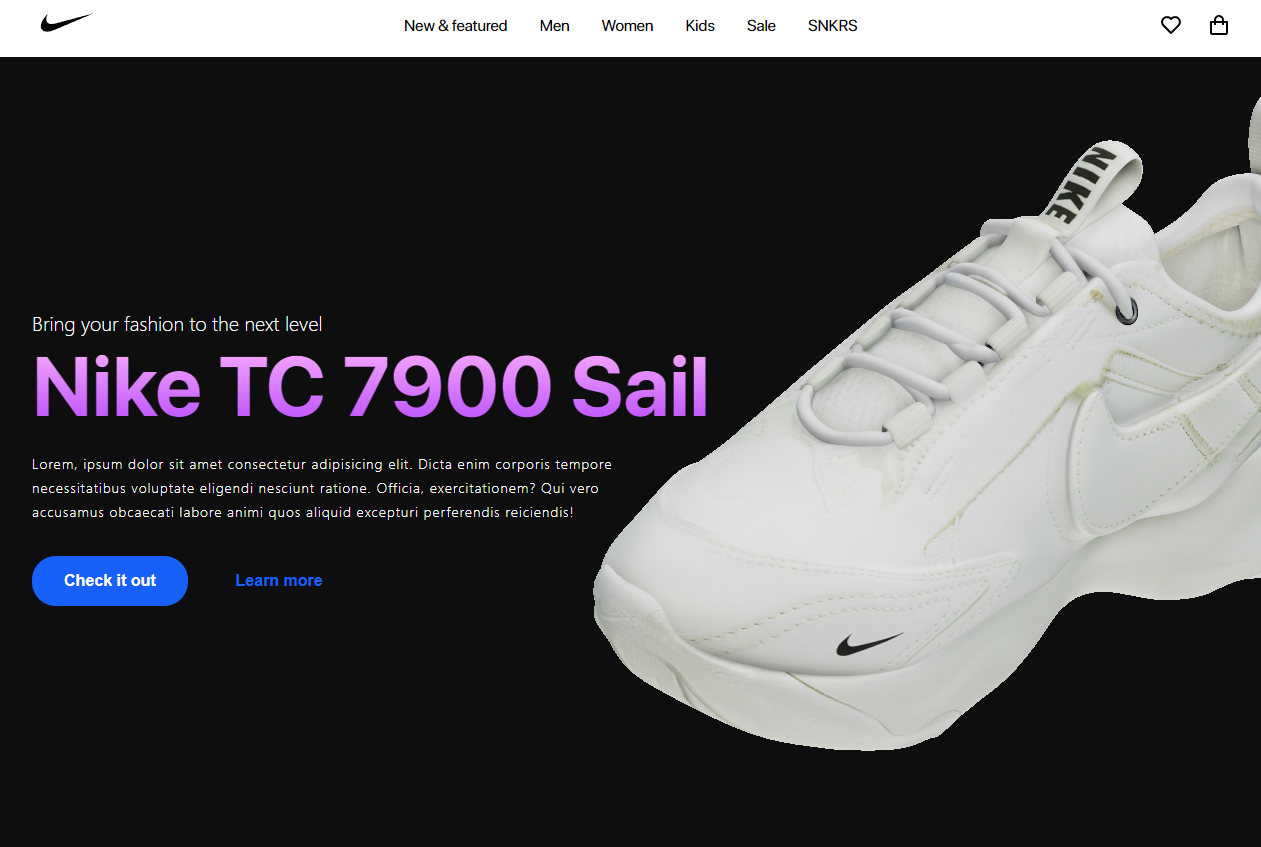 New & featured Men Women Kids Sale SNKRS
NIKE
Bring your fashion to the next level
Nike TC 7900 Sail
Lorem, ipsum dolor sit amet consectetur adipisicing elit. Dicta enim corporis tempore
necessitatibus voluptate eligendi nesciunt ratione. Officia, exercitationem? Qui vero
accusamus obcaecati labore animi quos aliquid excepturi perferendis reiciendis!
Check it out Learn more